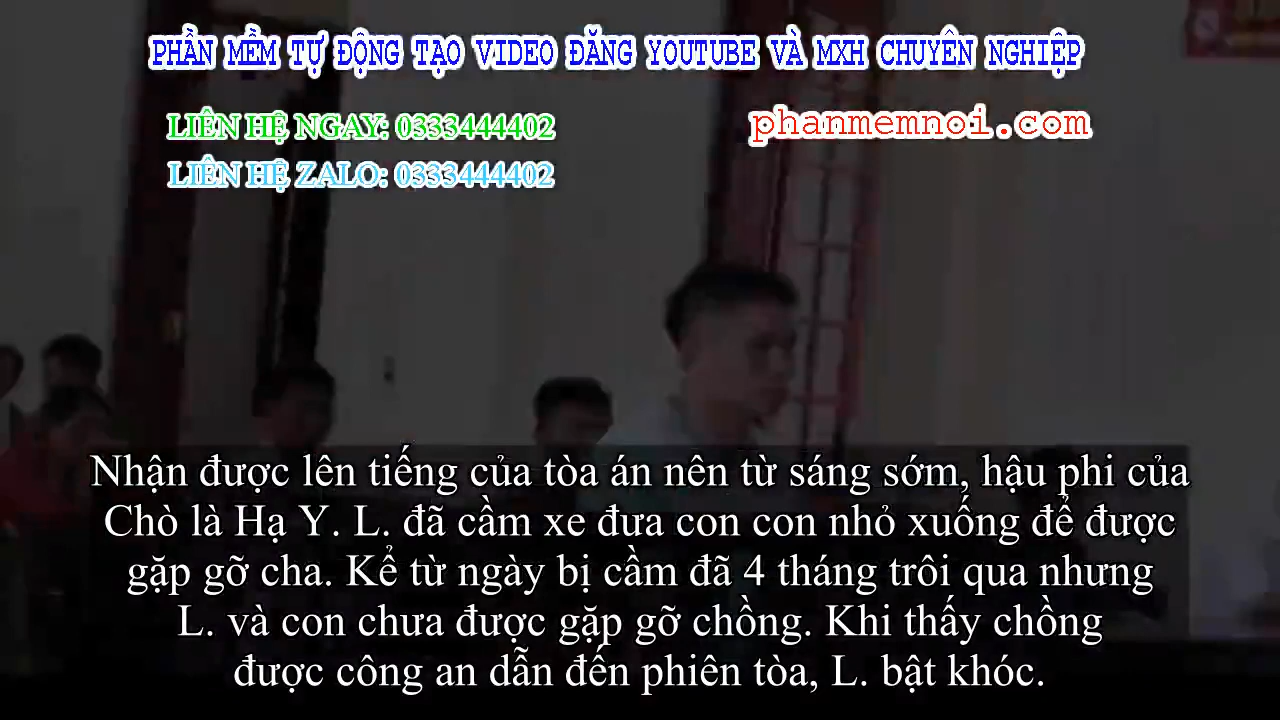 PHẦN MỀM TỰ ĐỘNG TẠO VIDEO ĐĂNG YOUTUBE VÀ MXH CHUYÊN NGHIỆP
LIÊN HỆ NGAY: 0333444402
phanmemnoi.com
LIÊN HỆ ZALO: 0333444402
Nhận được lên tiếng của tòa án nên từ sáng sớm, hậu phi của
Chò là Hạ Y. L. đã cầm xe đưa con con nhỏ xuống để được
gặp gỡ cha. Kể từ ngày bị cầm đã 4 tháng trôi qua nhưng
L. và con chưa được gặp gỡ chồng. Khi thấy chồng
được công an dẫn đến phiên tòa, L. bật khóc.